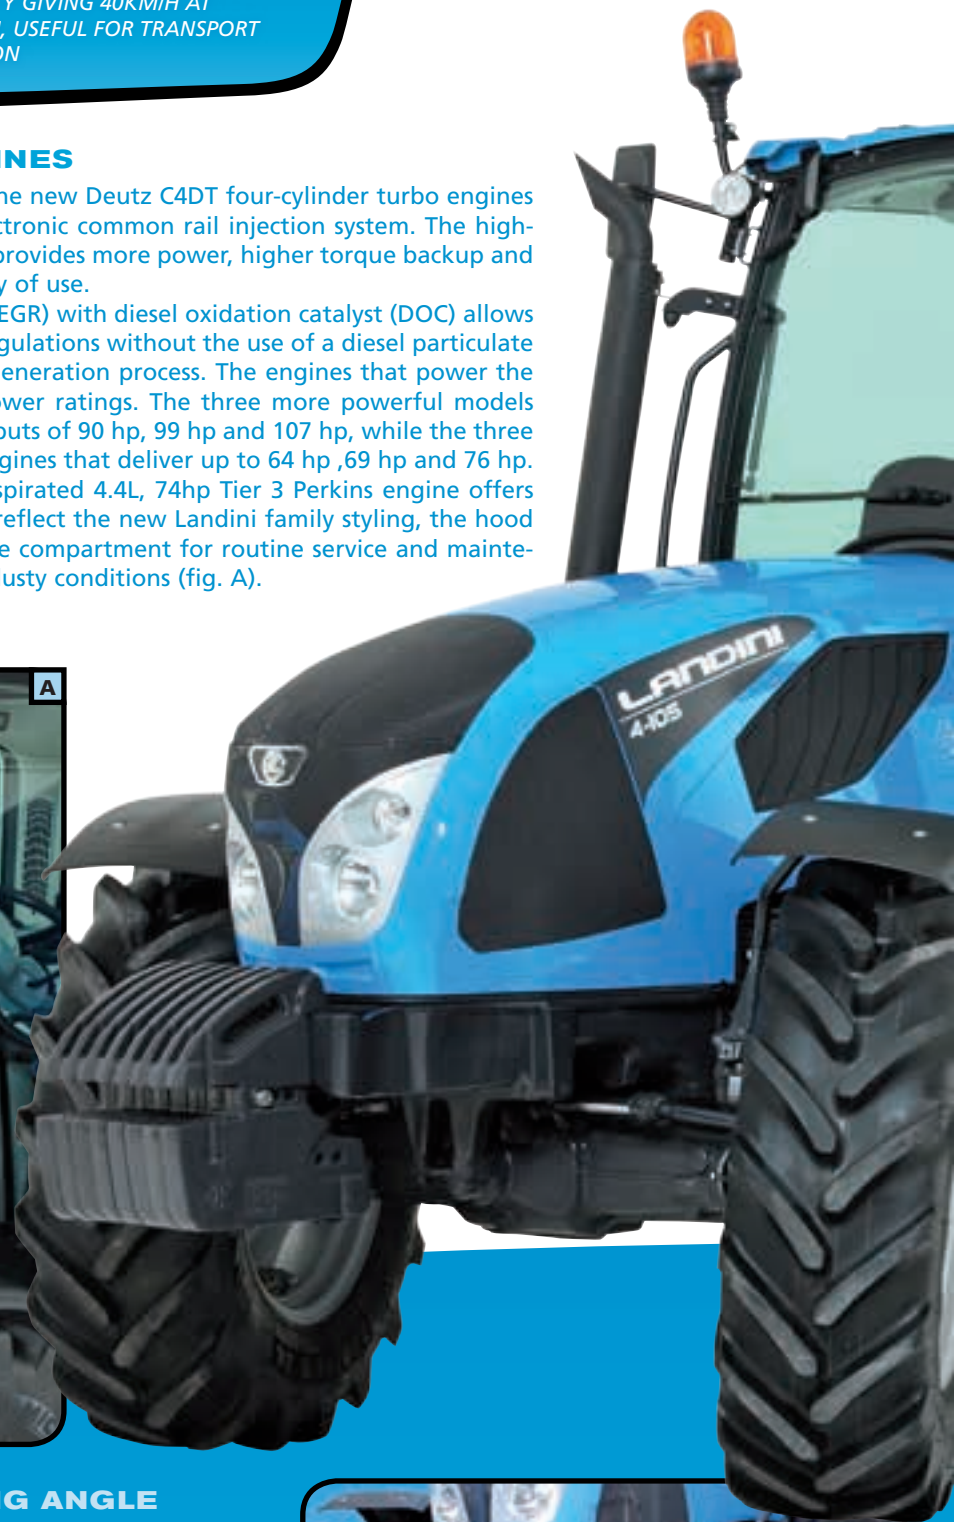 Y GIVING 40KM/H AT
, USEFUL FOR TRANSPORT
ON
INES
he new Deutz C4DT four-cylinder turbo engines
ctronic common rail injection system. The high-
provides more power, higher torque backup and
y of use.
EGR) with diesel oxidation catalyst (DOC) allows
gulations without the use of a diesel particulate
eneration process. The engines that power the
ower ratings. The three more powerful models
puts of 90 hp, 99 hp and 107 hp, while the three
gines that deliver up to 64 hp ,69 hp and 76 hp.
spirated 4.4L, 74hp Tier 3 Perkins engine offers
reflect the new Landini family styling, the hood
e compartment for routine service and mainte-
lusty conditions (fig. A).
LANDINI
4-105
A
NG ANGLE